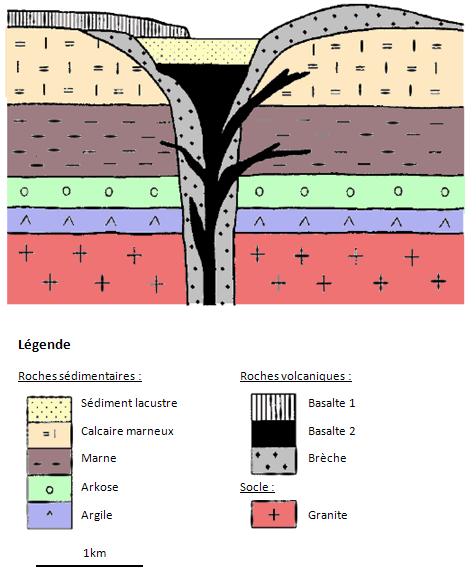 Légende
Roches sédimentaires :
Sédiment lacustre
Calcaire marneux
Marne
Arkose
Argile
Roches volcaniques :
Basalte 1
Basalte 2
Brèche
Socle :
Granite
1km